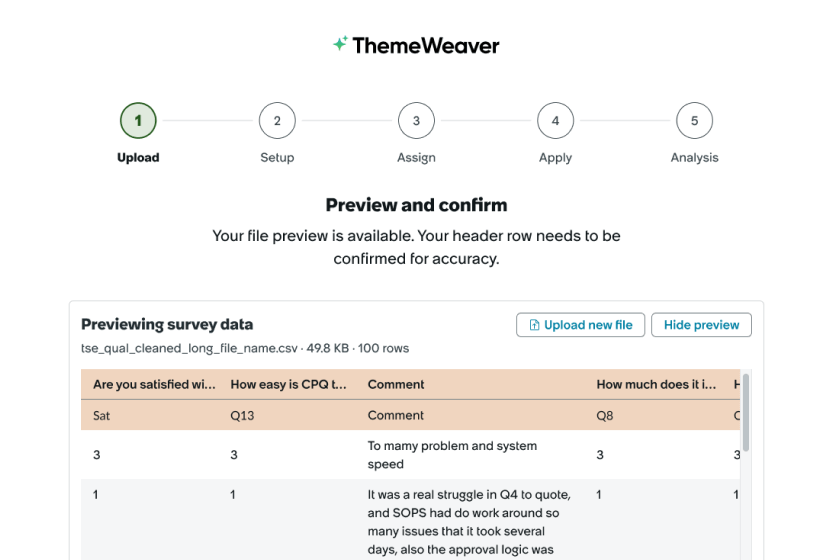 ThemeWeaver
1 2 3 4 5
Upload Setup Assign Apply Analysis
Preview and confirm
Your file preview is available. Your header row needs to be
confirmed for accuracy.
Previewing survey data
Upload new file
Hide preview
tse_qual_cleaned_long_file_name.csv · 49.8 KB · 100 rows
Are you satisfied wi... How easy is CPQ t... Comment How much does it i...
Sat Q13 Comment Q8
To mamy problem and system
3 3 speed 3 3
1 1 It was a real struggle in Q4 to quote, 1 1
and SOPS had do work around so
many issues that it took several
days, also the approval logic was